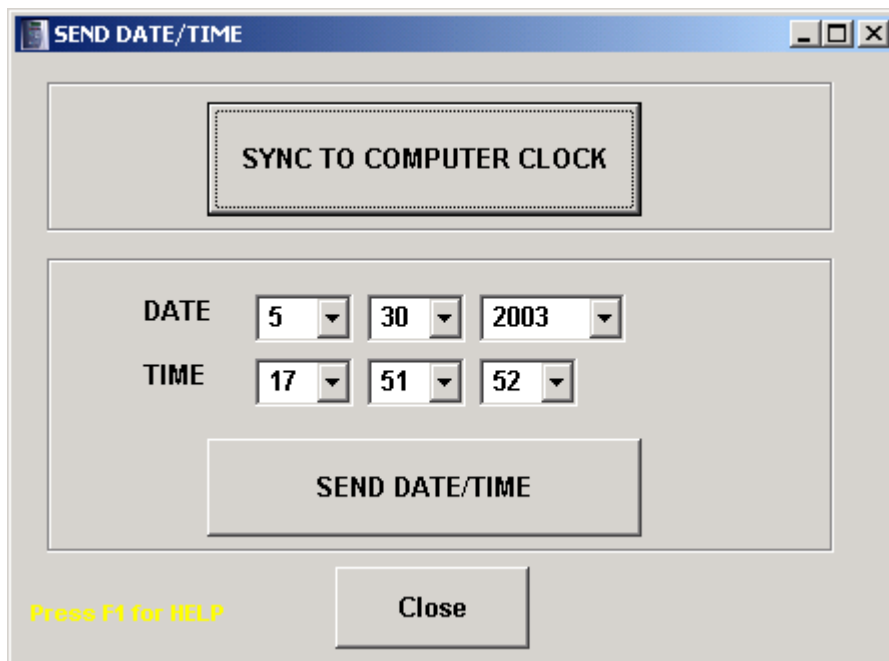 SEND DATE/TIME
SYNC TO COMPUTER CLOCK
DATE 5 30 2003
TIME 17 51 52
SEND DATE/TIME
Close
Press F1 for HELP